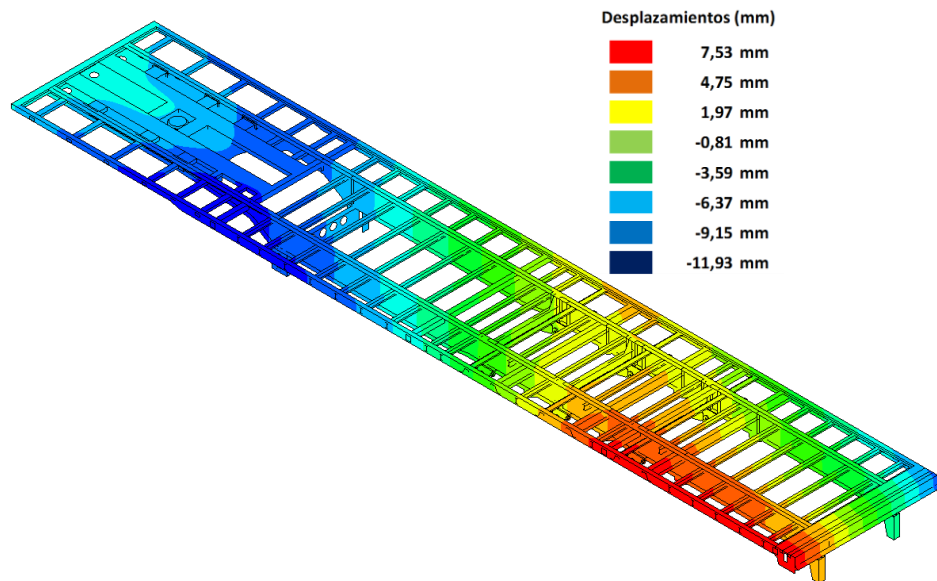 Desplazamientos (mm)
7,53 mm
4,75 mm
1,97 mm
-0,81 mm
-3,59 mm
-6,37 mm
-9,15 mm
-11,93 mm